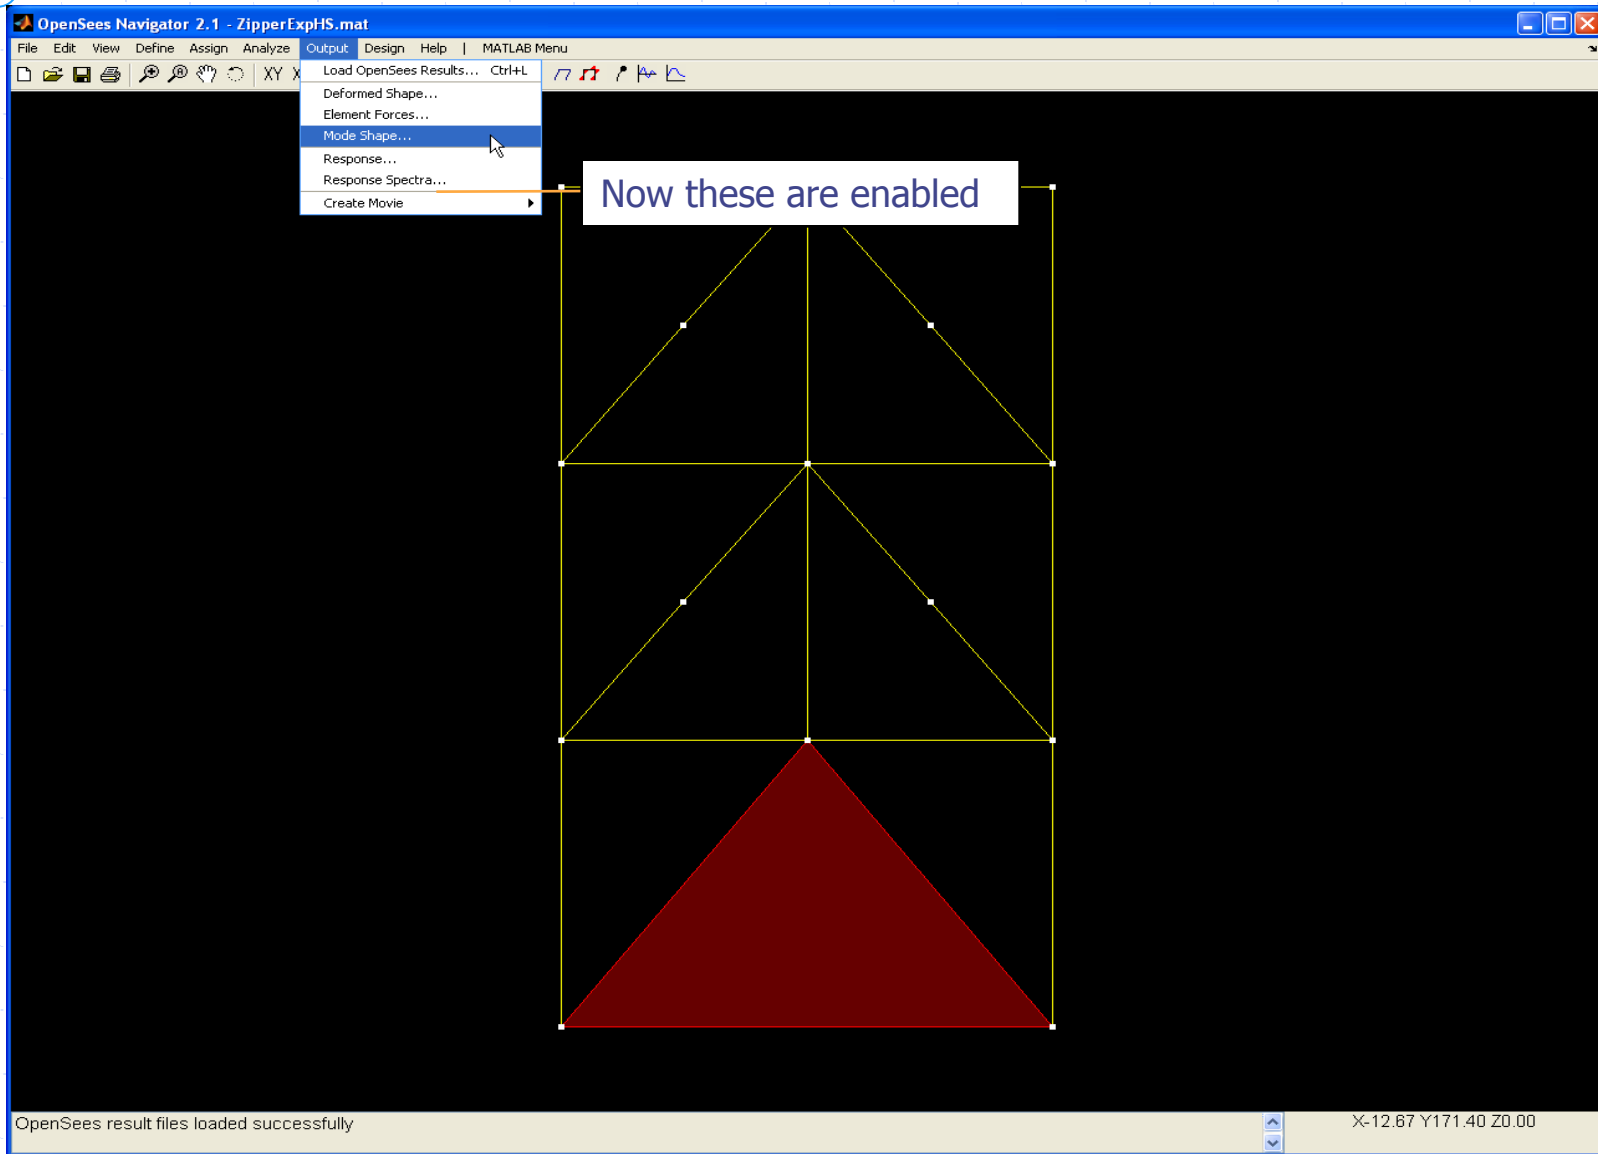 OpenSees Navigator 2.1 - ZipperExpHS.mat
File Edit View Define Assign Analyze Output Design Help | MATLAB Menu
XY X
Load OpenSees Results... Ctrl+L
Deformed Shape...
Element Forces...
Mode Shape...
Response...
Response Spectra...
Create Movie
Now these are enabled
OpenSees result files loaded successfully
X-12.67 Y171.40 Z0.00